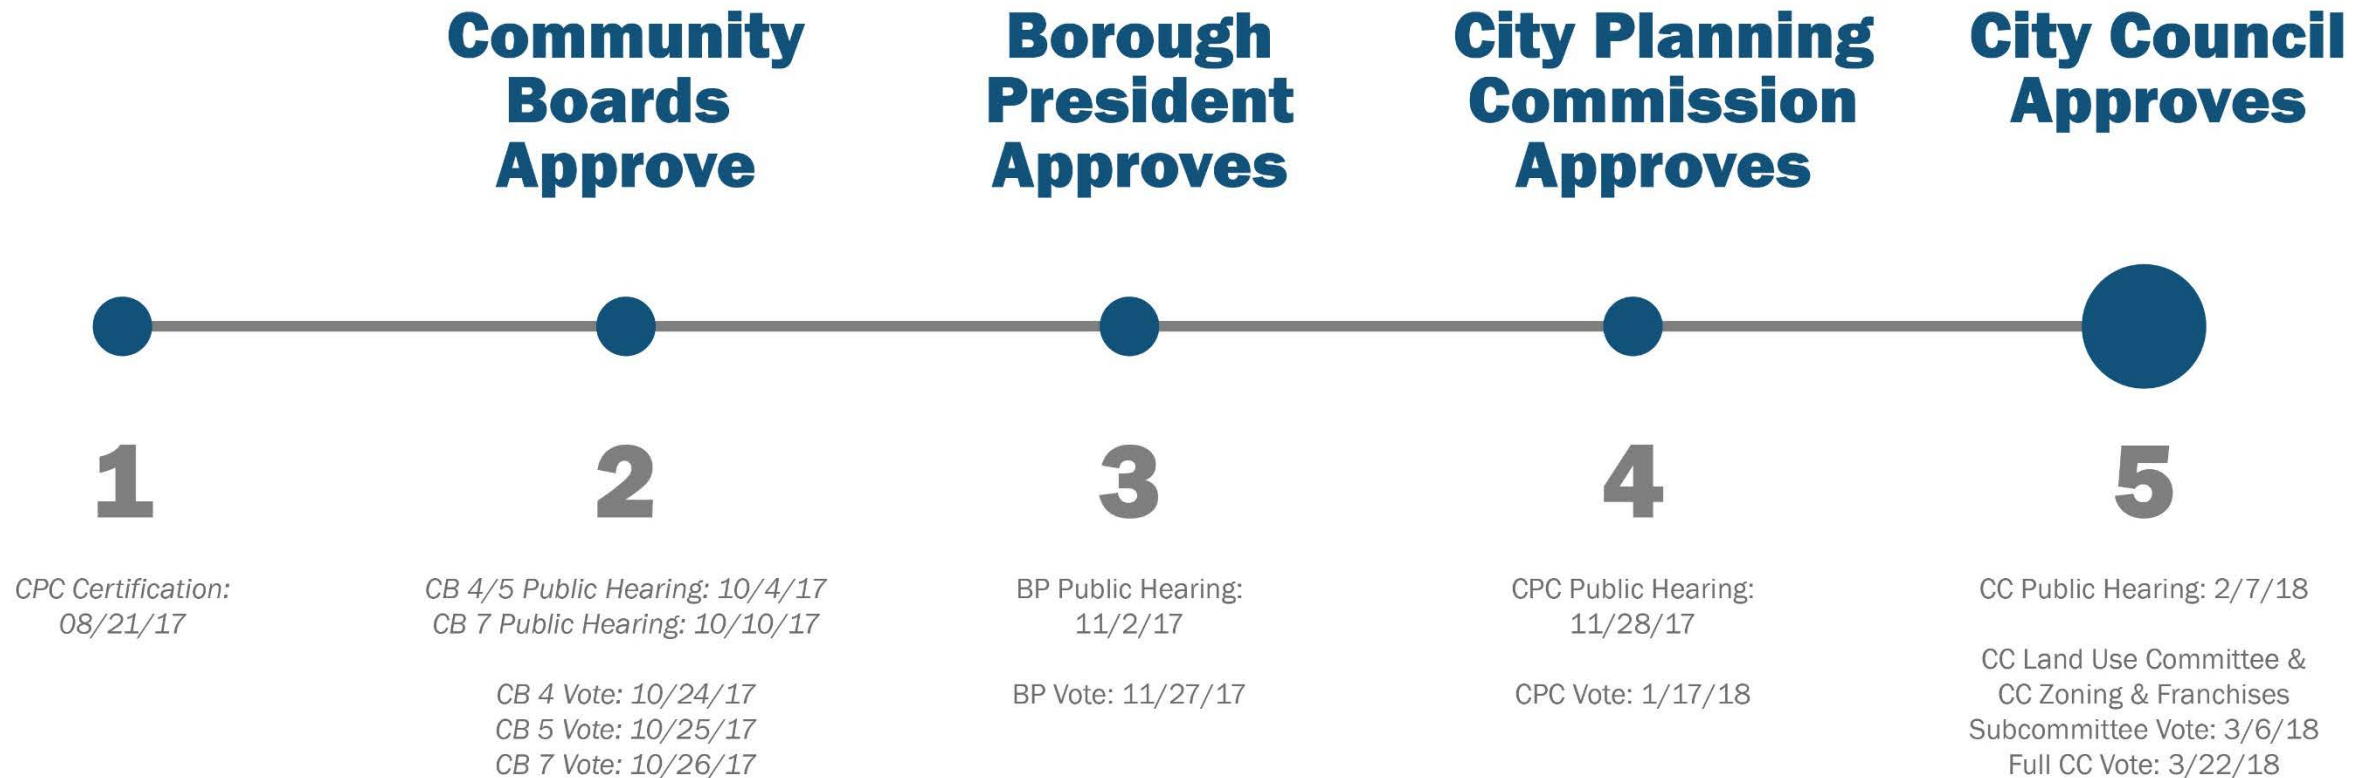 Community
Boards
Approve
Borough
President
Approves
City Planning
Commission
Approves
City Council
Approves
1
CPC Certification:
08/21/17
2
CB 4/5 Public Hearing: 10/4/17
CB 7 Public Hearing: 10/10/17
CB 4 Vote: 10/24/17
CB 5 Vote: 10/25/17
CB 7 Vote: 10/26/17
3
BP Public Hearing:
11/2/17
BP Vote: 11/27/17
4
CPC Public Hearing:
11/28/17
CPC Vote: 1/17/18
5
CC Public Hearing: 2/7/18
CC Land Use Committee &
CC Zoning & Franchises
Subcommittee Vote: 3/6/18
Full CC Vote: 3/22/18